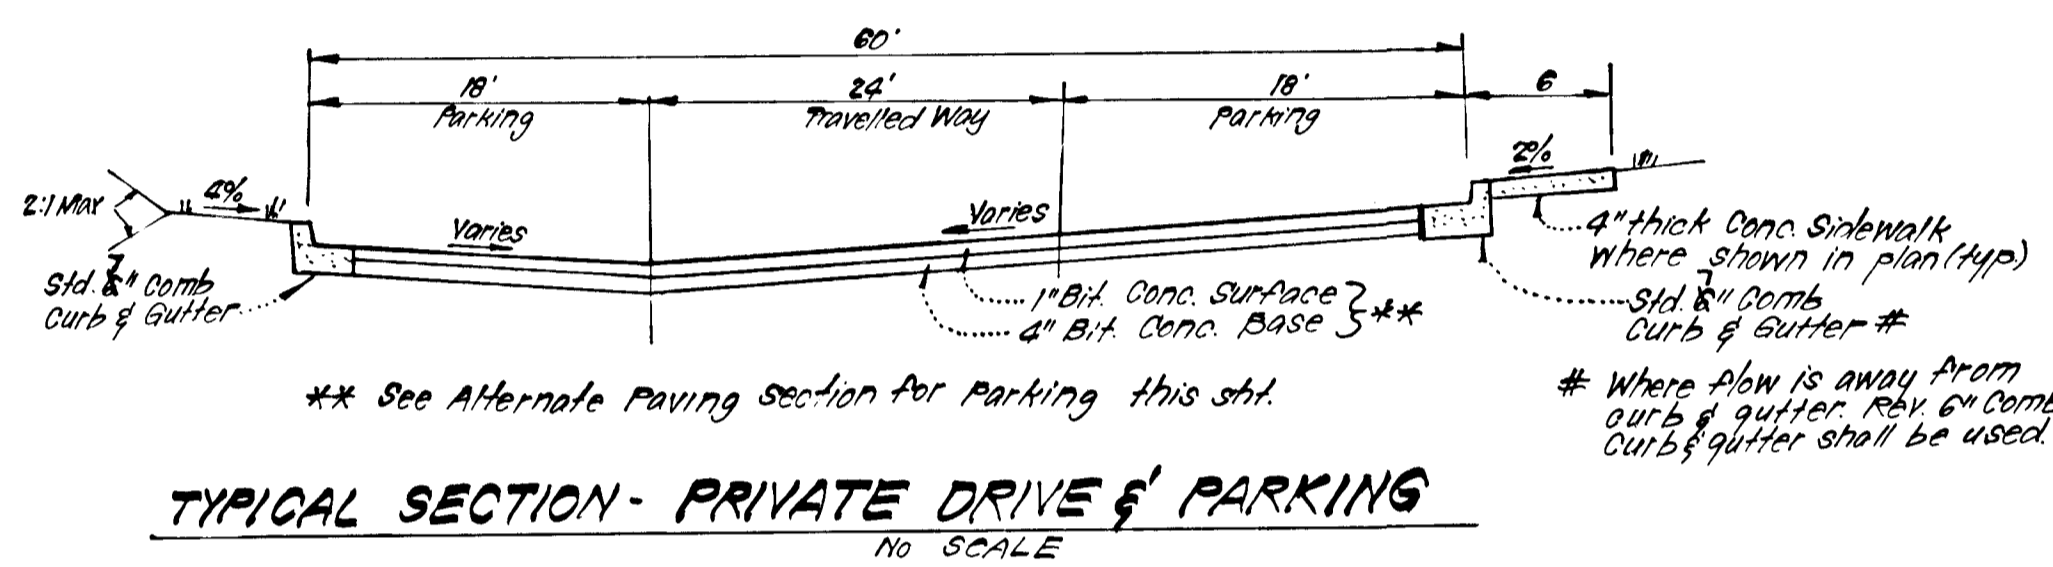 60'
18'
24'
18'
6
Parking
Travelled Way
Parking
2:1 Max
4%
2%
Varies
Varies
4" thick Conc. Sidewalk
where shown in plan (typ.)
7
Std. 6" Comb
Curb & Gutter
1" Bit. Conc. Surface
4" Bit. Conc. Base
**
7
Std. 6" Comb
Curb & Gutter #
** See Alternate Paving Section for Parking this sht.
# Where flow is away from
curb & gutter. Rev. 6" Comb
curb & gutter shall be used.
TYPICAL SECTION - PRIVATE DRIVE & PARKING
NO SCALE